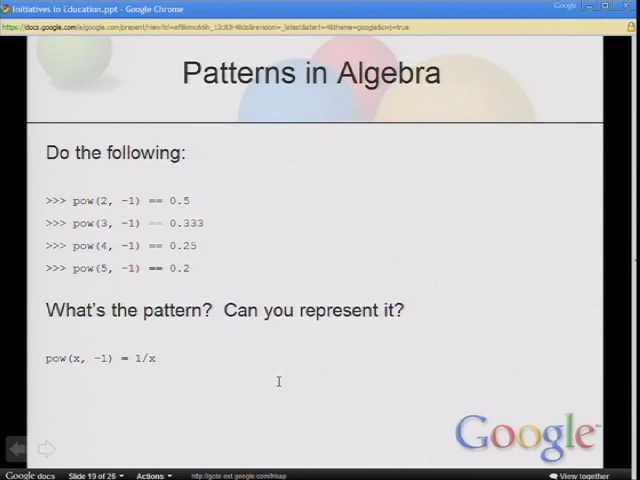 Initiatives in Education.ppt - Google Chrome
Google
Patterns in Algebra
Do the following:
>>> pow(2, -1) == 0.5
>>> pow(3, -1) == 0.333
>>> pow(4, -1) == 0.25
>>> pow(5, -1) == 0.2
What's the pattern? Can you represent it?
pow(x, -1) = 1/x
Google
Google docs Slide 19 of 26 Actions View together